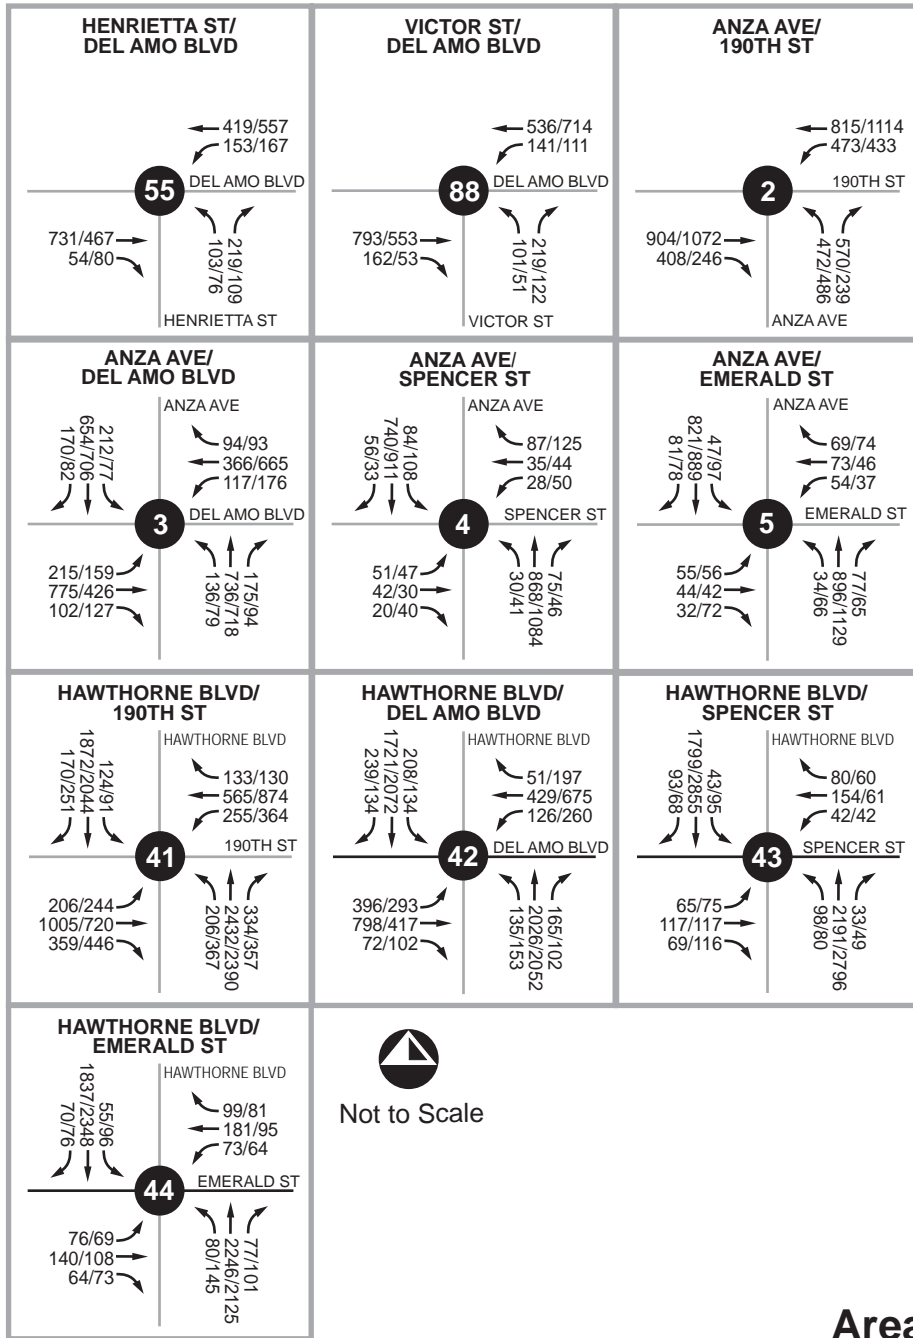 HENRIETTA ST/
DEL AMO BLVD
419/557
153/167
55
DEL AMO BLVD
731/467
54/80
103/76
219/109
HENRIETTA ST
VICTOR ST/
DEL AMO BLVD
536/714
141/111
88
DEL AMO BLVD
793/553
162/53
101/51
219/122
VICTOR ST
ANZA AVE/
190TH ST
815/1114
473/433
2
190TH ST
904/1072
408/246
472/486
570/239
ANZA AVE
ANZA AVE/
DEL AMO BLVD
ANZA AVE
170/82
654/706
212/77
94/93
366/665
117/176
3
DEL AMO BLVD
215/159
775/426
102/127
136/79
736/718
175/94
ANZA AVE/
SPENCER ST
ANZA AVE
56/33
740/911
84/108
87/125
35/44
28/50
4
SPENCER ST
51/47
42/30
20/40
30/41
868/1084
75/46
ANZA AVE/
EMERALD ST
ANZA AVE
81/78
821/889
47/97
69/74
73/46
54/37
5
EMERALD ST
55/56
44/42
32/72
34/66
896/1129
77/65
HAWTHORNE BLVD/
190TH ST
HAWTHORNE BLVD
170/251
1872/2044
124/91
133/130
565/874
255/364
41
190TH ST
206/244
1005/720
359/446
206/367
2432/2390
334/357
HAWTHORNE BLVD/
DEL AMO BLVD
HAWTHORNE BLVD
239/134
1721/2072
208/134
51/197
429/675
126/260
42
DEL AMO BLVD
396/293
798/417
72/102
135/153
2026/2052
165/102
HAWTHORNE BLVD/
SPENCER ST
HAWTHORNE BLVD
93/68
1799/2855
43/95
80/60
154/61
42/42
43
SPENCER ST
65/75
117/117
69/116
98/80
2191/2796
33/49
HAWTHORNE BLVD/
EMERALD ST
HAWTHORNE BLVD
70/76
1837/2348
55/96
99/81
181/95
73/64
44
EMERALD ST
76/69
140/108
64/73
80/145
2246/2125
77/101
Not to Scale
Area